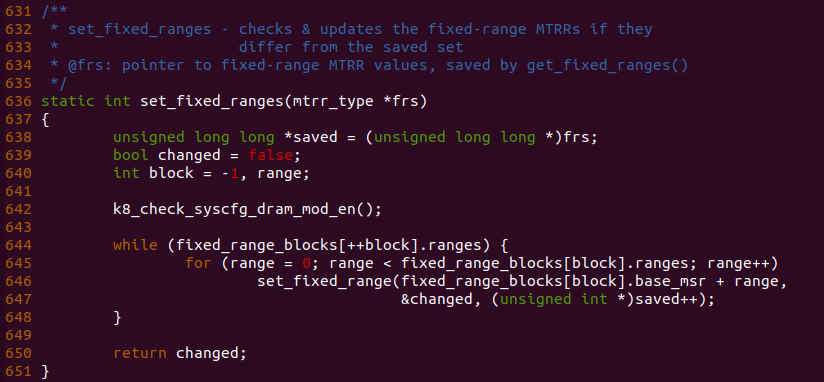 631 /**
632  * set_fixed_ranges - checks & updates the fixed-range MTRRs if they
633  *                    differ from the saved set
634  * @frs: pointer to fixed-range MTRR values, saved by get_fixed_ranges()
635  */
636 static int set_fixed_ranges(mtrr_type *frs)
637 {
638         unsigned long long *saved = (unsigned long long *)frs;
639         bool changed = false;
640         int block = -1, range;
641
642         k8_check_syscfg_dram_mod_en();
643
644         while (fixed_range_blocks[++block].ranges) {
645                 for (range = 0; range < fixed_range_blocks[block].ranges; range++)
646                         set_fixed_range(fixed_range_blocks[block].base_msr + range,
647                                         &changed, (unsigned int *)saved++);
648         }
649
650         return changed;
651 }